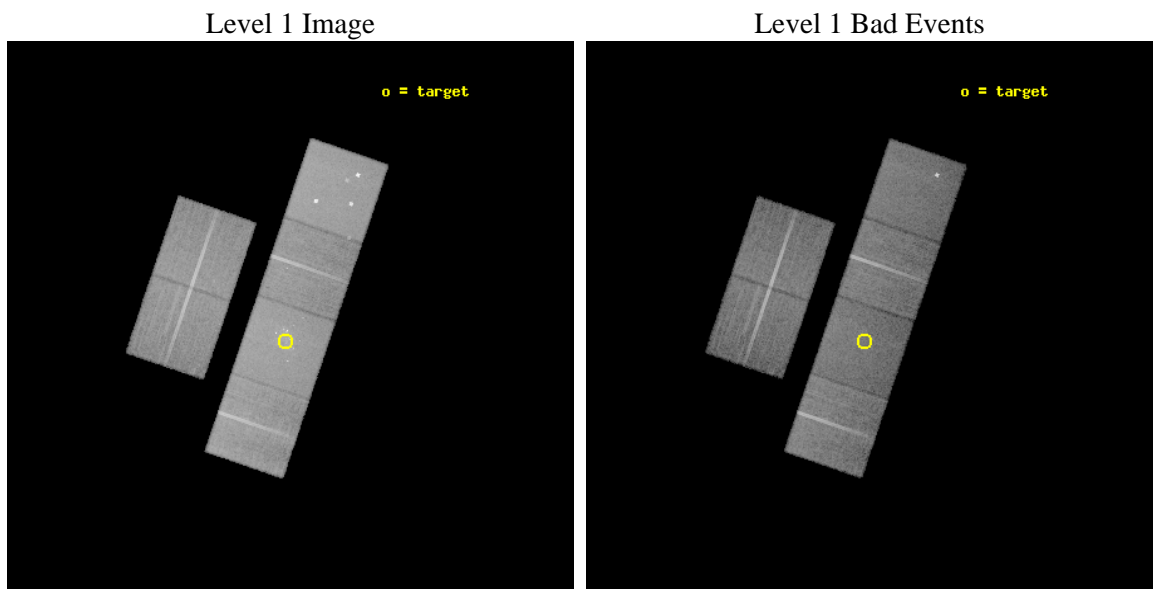 Level 1 Image
Level 1 Bad Events
o = target
o = target